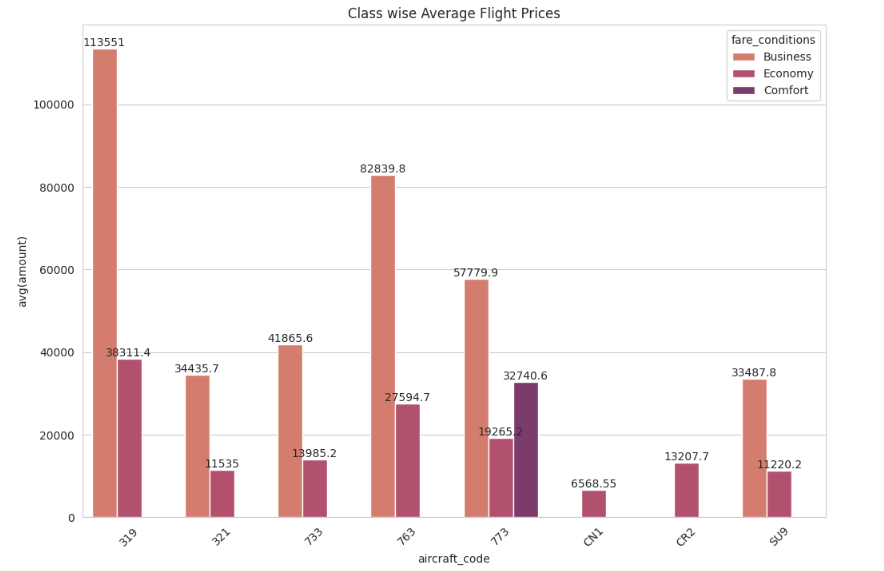 Class wise Average Flight Prices
fare_conditions
Business
Economy
Comfort
avg(amount)
100000
80000
60000
40000
20000
0
113551
38311.4
34435.7
11535
41865.6
13985.2
82839.8
27594.7
57779.9
19265.2
32740.6
6568.55
13207.7
33487.8
11220.2
319
321
733
763
773
CN1
CR2
SU9
aircraft_code